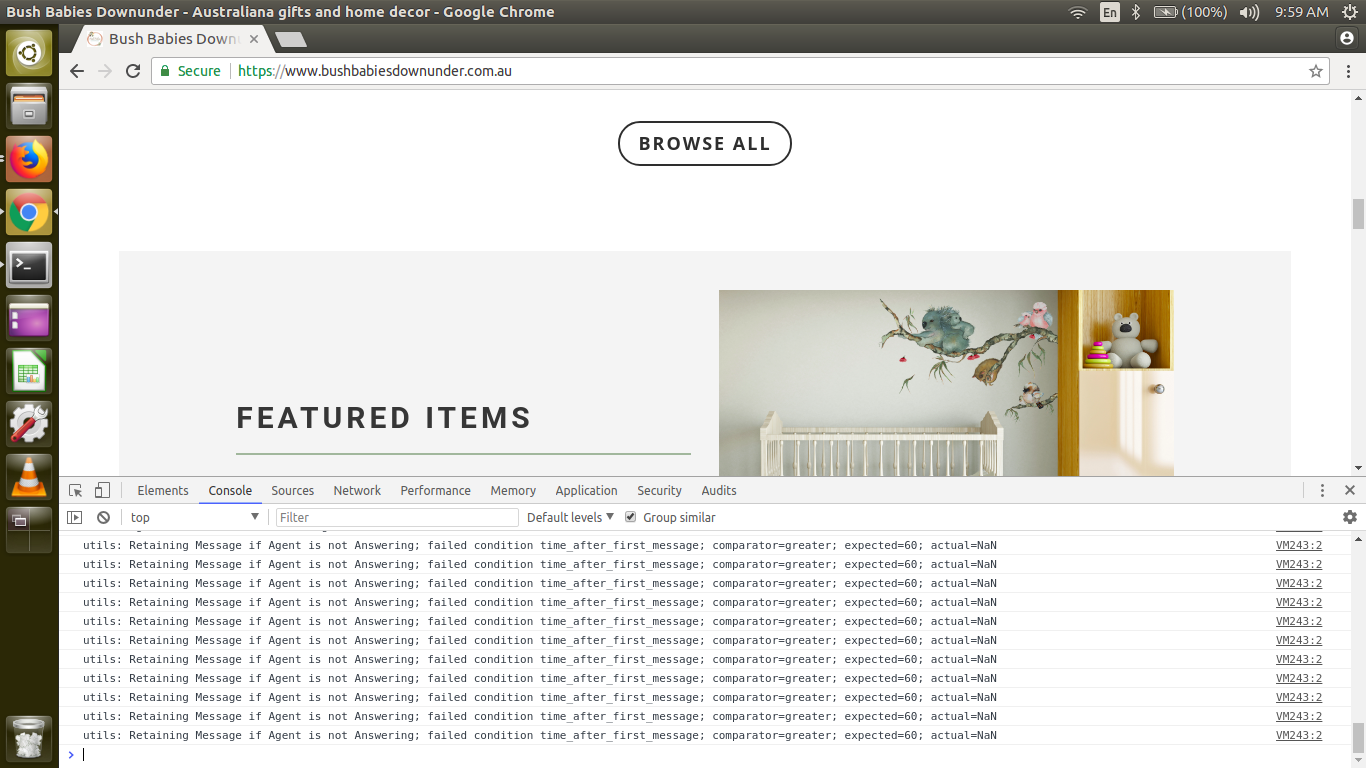 Bush Babies Downunder - Australiana gifts and home decor - Google Chrome
En
(100%)
9:59 AM
Bush Babies Down
Secure
https://www.bushbabiesdownunder.com.au
BROWSE ALL
FEATURED ITEMS
Elements Console Sources Network Performance Memory Application Security Audits
top Filter Default levels Group similar
utils: Retaining Message if Agent is not Answering; failed condition time_after_first_message; comparator=greater; expected=60; actual=NaN VM243:2
utils: Retaining Message if Agent is not Answering; failed condition time_after_first_message; comparator=greater; expected=60; actual=NaN VM243:2
utils: Retaining Message if Agent is not Answering; failed condition time_after_first_message; comparator=greater; expected=60; actual=NaN VM243:2
utils: Retaining Message if Agent is not Answering; failed condition time_after_first_message; comparator=greater; expected=60; actual=NaN VM243:2
utils: Retaining Message if Agent is not Answering; failed condition time_after_first_message; comparator=greater; expected=60; actual=NaN VM243:2
utils: Retaining Message if Agent is not Answering; failed condition time_after_first_message; comparator=greater; expected=60; actual=NaN VM243:2
utils: Retaining Message if Agent is not Answering; failed condition time_after_first_message; comparator=greater; expected=60; actual=NaN VM243:2
utils: Retaining Message if Agent is not Answering; failed condition time_after_first_message; comparator=greater; expected=60; actual=NaN VM243:2
utils: Retaining Message if Agent is not Answering; failed condition time_after_first_message; comparator=greater; expected=60; actual=NaN VM243:2
utils: Retaining Message if Agent is not Answering; failed condition time_after_first_message; comparator=greater; expected=60; actual=NaN VM243:2
utils: Retaining Message if Agent is not Answering; failed condition time_after_first_message; comparator=greater; expected=60; actual=NaN VM243:2